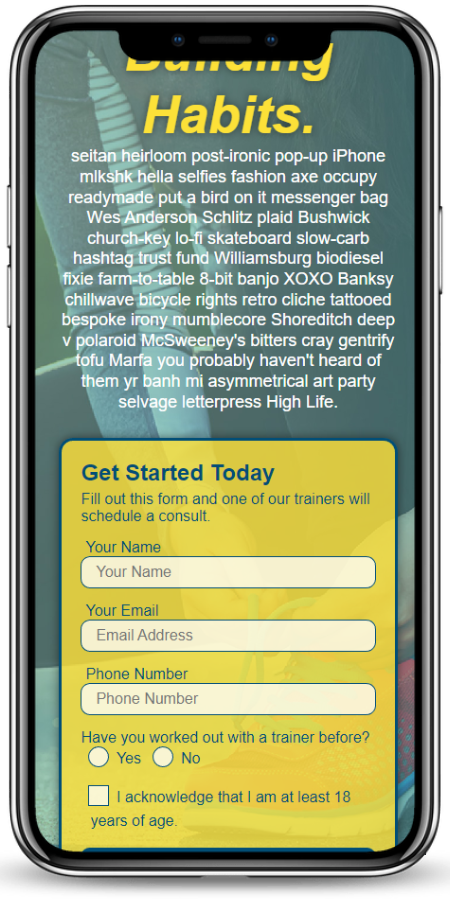 Building
Habits.
seitan heirloom post-ironic pop-up iPhone
mlkshk hella selfies fashion axe occupy
readymade put a bird on it messenger bag
Wes Anderson Schlitz plaid Bushwick
church-key lo-fi skateboard slow-carb
hashtag trust fund Williamsburg biodiesel
fixie farm-to-table 8-bit banjo XOXO Banksy
chillwave bicycle rights retro cliche tattooed
bespoke irony mumblecore Shoreditch deep
v polaroid McSweeney's bitters cray gentrify
tofu Marfa you probably haven't heard of
them yr banh mi asymmetrical art party
selvage letterpress High Life.
Get Started Today
Fill out this form and one of our trainers will
schedule a consult.
Your Name
Your Name
Your Email
Email Address
Phone Number
Phone Number
Have you worked out with a trainer before?
Yes No
I acknowledge that I am at least 18
years of age.